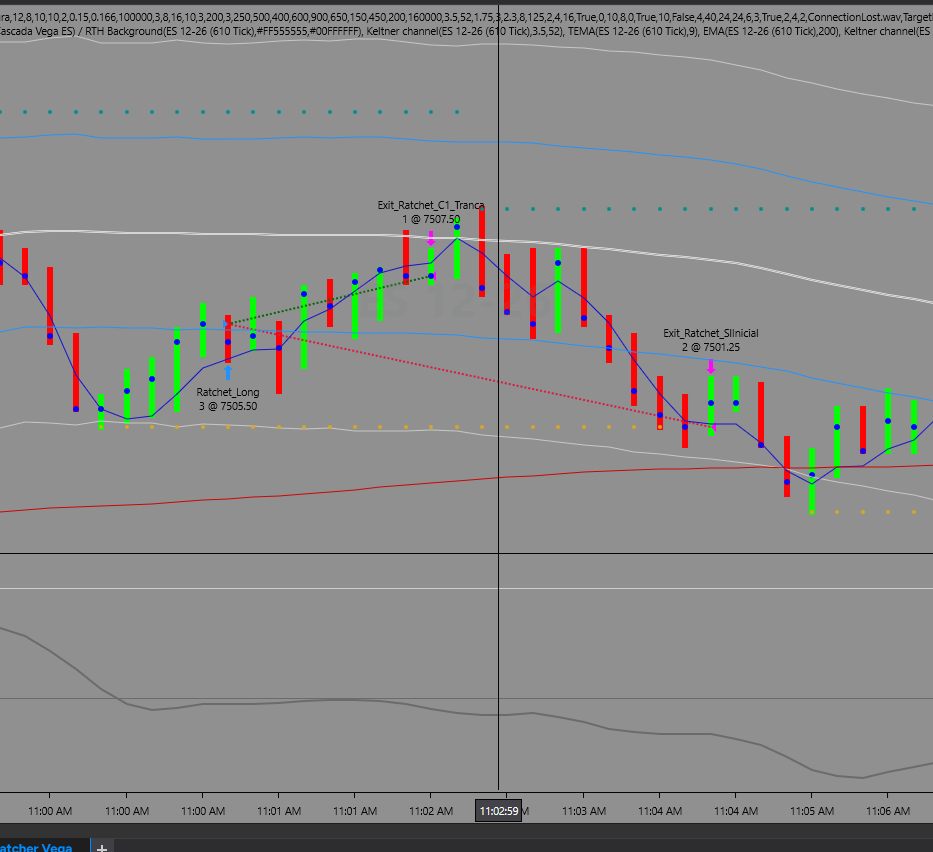 ura,12,8,10,10,2,0.15,0.166,100000,3,8,16,10,3,200,3,250,500,400,600,900,650,150,450,200,160000,3.5,52,1.75,3,2.3,8,125,2,4,16,True,0,10,8,0,True,10,False,4,40,24,24,6,3,True,2,4,2,ConnectionLost.wav,Target
Cascada Vega ES) / RTH Background(ES 12-26 (610 Tick),#FF555555,#00FFFFFF), Keltner channel(ES 12-26 (610 Tick),3.5,52), TEMA(ES 12-26 (610 Tick),9), EMA(ES 12-26 (610 Tick),200), Keltner channel(ES
Exit_Ratchet_C1_Tranca
1 @ 7507.50
ES 12-26
Exit_Ratchet_SlInicial
2 @ 7501.25
Ratchet_Long
3 @ 7505.50
11:00 AM 11:00 AM 11:00 AM 11:01 AM 11:01 AM 11:02 AM 11:02:59 M 11:03 AM 11:04 AM 11:04 AM 11:05 AM 11:06 AM
atcher Vega +